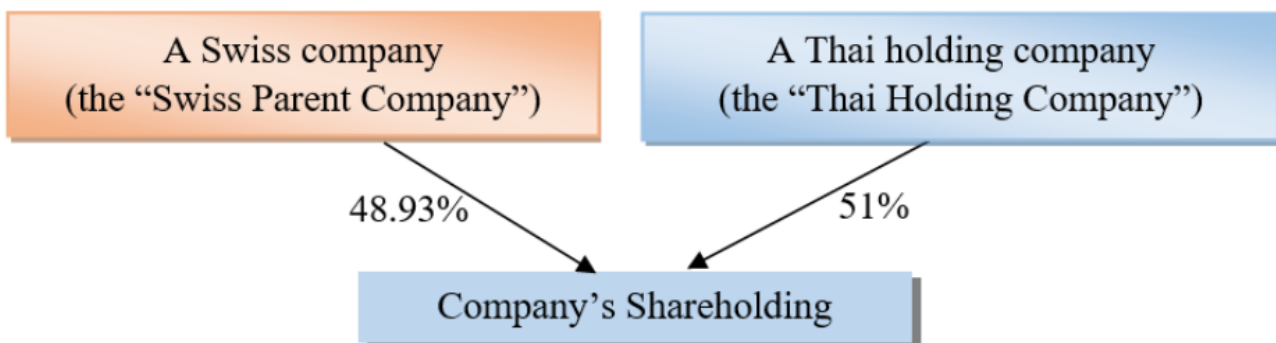 A Swiss company
(the “Swiss Parent Company”)
A Thai holding company
(the “Thai Holding Company”)
48.93%
51%
Company’s Shareholding